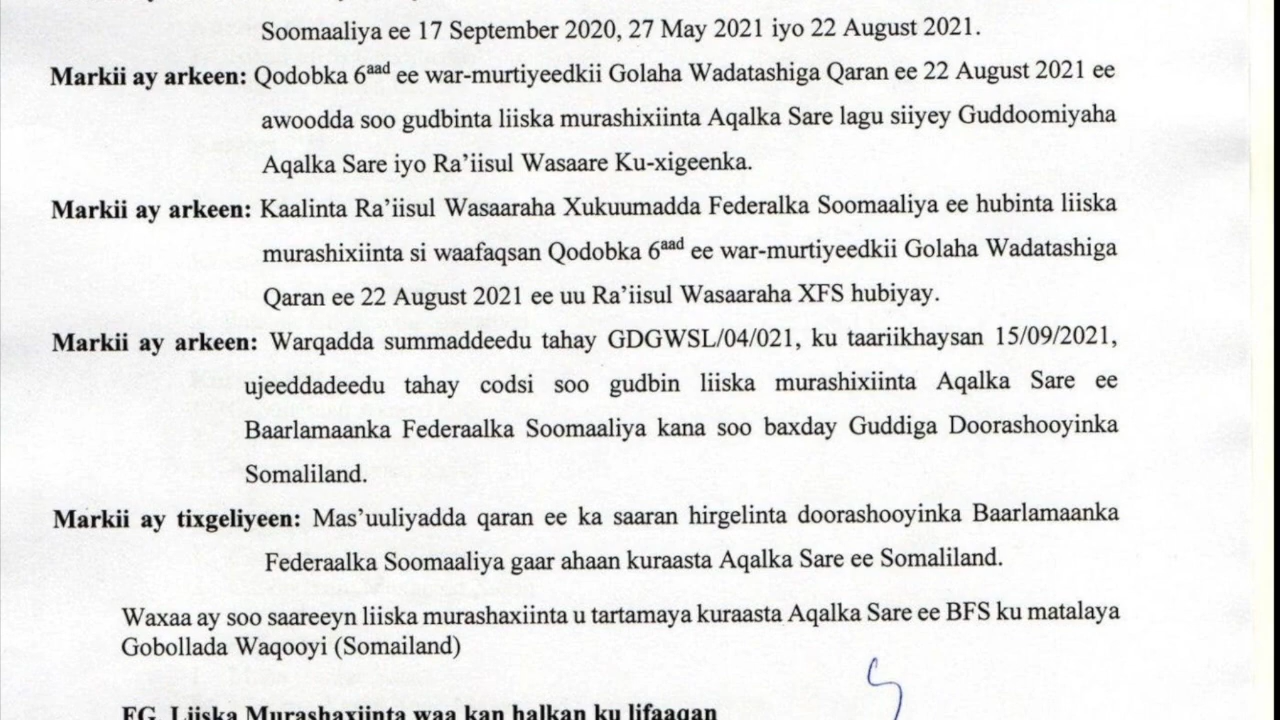 Soomaaliya ee 17 September 2020, 27 May 2021 iyo 22 August 2021.
Markii ay arkeen: Qodobka 6aad ee war-murtiyeedkii Golaha Wadatashiga Qaran ee 22 August 2021 ee
awoodda soo gudbinta liiska murashixiinta Aqalka Sare lagu siiyey Guddoomiyaha
Aqalka Sare iyo Ra’iisul Wasaare Ku-xigeenka.
Markii ay arkeen: Kaalinta Ra’iisul Wasaaraha Xukuumadda Federalka Soomaaliya ee hubinta liiska
murashixiinta si waafaqsan Qodobka 6aad ee war-murtiyeedkii Golaha Wadatashiga
Qaran ee 22 August 2021 ee uu Ra’iisul Wasaaraha XFS hubiyay.
Markii ay arkeen: Warqadda summaddeedu tahay GDGWSL/04/021, ku taariikhaysan 15/09/2021,
ujeeddadeedu tahay codsi soo gudbin liiska murashixiinta Aqalka Sare ee
Baarlamaanka Federaalka Soomaaliya kana soo baxday Guddiga Doorashooyinka
Somaliland.
Markii ay tixgeliyeen: Mas’uuliyadda qaran ee ka saaran hirgelinta doorashooyinka Baarlamaanka
Federaalka Soomaaliya gaar ahaan kuraasta Aqalka Sare ee Somaliland.
Waxaa ay soo saareeyn liiska murashaxiinta u tartamaya kuraasta Aqalka Sare ee BFS ku matalaya
Gobollada Waqooyi (Somailand)
FG. Liiska Murashaxiinta waa kan halkan ku lifaaqan